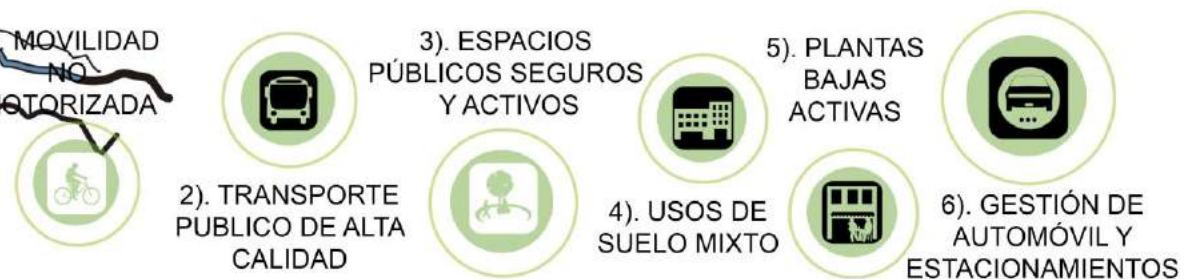 MOVILIDAD
NO
MOTORIZADA
2). TRANSPORTE
PUBLICO DE ALTA
CALIDAD
3). ESPACIOS
PÚBLICOS SEGUROS
Y ACTIVOS
4). USOS DE
SUELO MIXTO
5). PLANTAS
BAJAS
ACTIVAS
6). GESTIÓN DE
AUTOMÓVIL Y
ESTACIONAMIENTOS